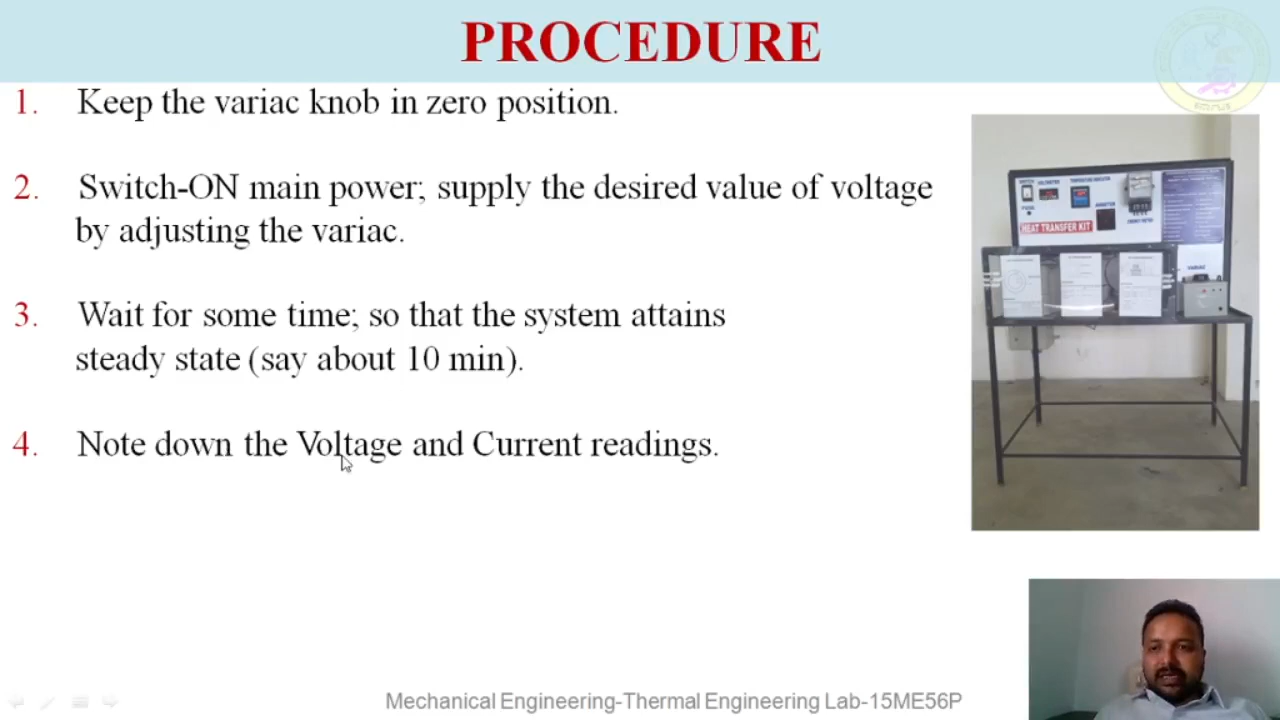 PROCEDURE
1. Keep the variac knob in zero position.
2. Switch-ON main power; supply the desired value of voltage
by adjusting the variac.
3. Wait for some time; so that the system attains
steady state (say about 10 min).
4. Note down the Voltage and Current readings.
HEAT TRANSFER KIT
VARIAC
Mechanical Engineering-Thermal Engineering Lab-15ME56P